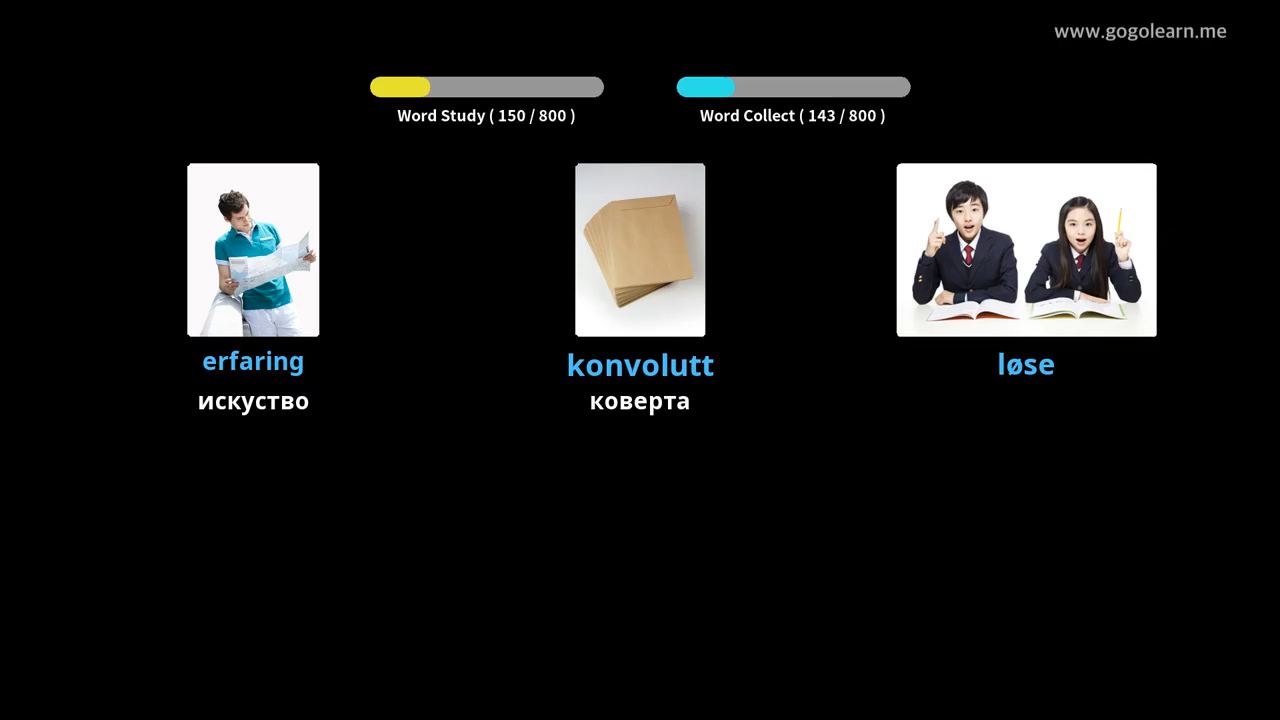 www.gogolearn.me
Word Study ( 150 / 800 )
Word Collect ( 143 / 800 )
erfaring
искуство
konvolutt
коверта
løse